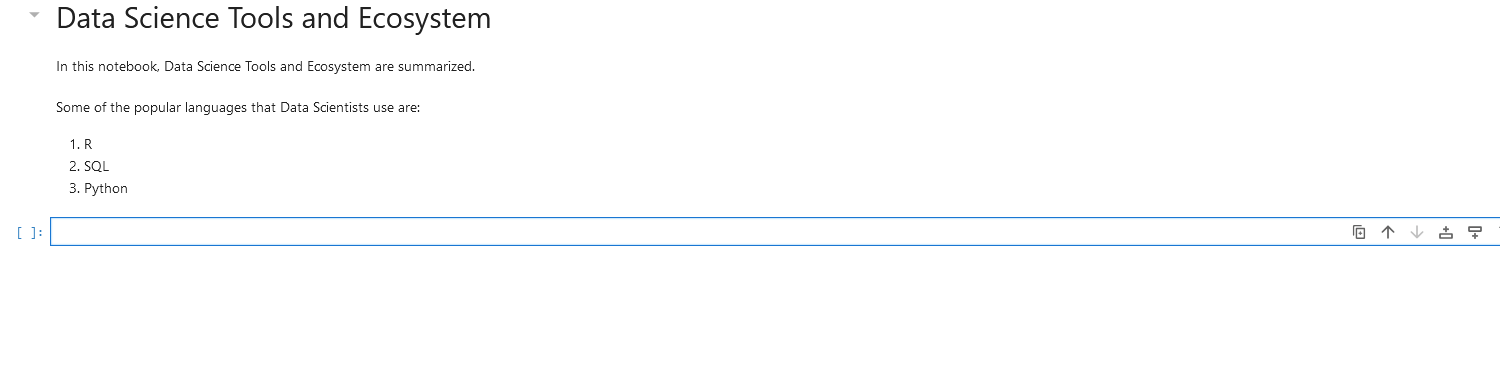 Data Science Tools and Ecosystem
In this notebook, Data Science Tools and Ecosystem are summarized.
Some of the popular languages that Data Scientists use are:
1. R
2. SQL
3. Python
[ ]: